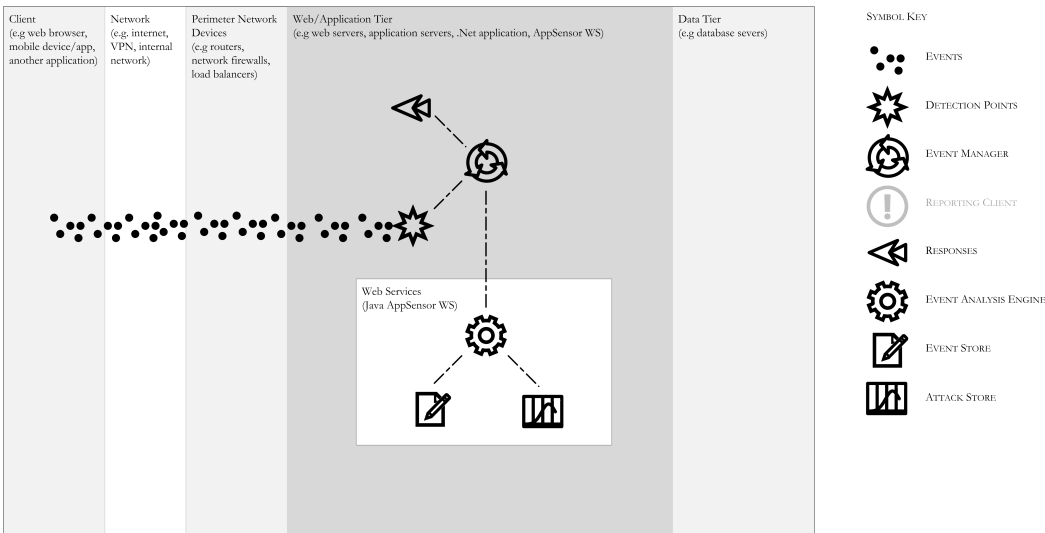 Client
(e.g web browser,
mobile device/app,
another application)
Network
(e.g. internet,
VPN, internal
network)
Perimeter Network
Devices
(e.g routers,
network firewalls,
load balancers)
Web/Application Tier
(e.g web servers, application servers, .Net application, AppSensor WS)
Data Tier
(e.g database severs)
Web Services
(Java AppSensor WS)
Symbol Key
Events
Detection Points
Event Manager
Reporting Client
Responses
Event Analysis Engine
Event Store
Attack Store